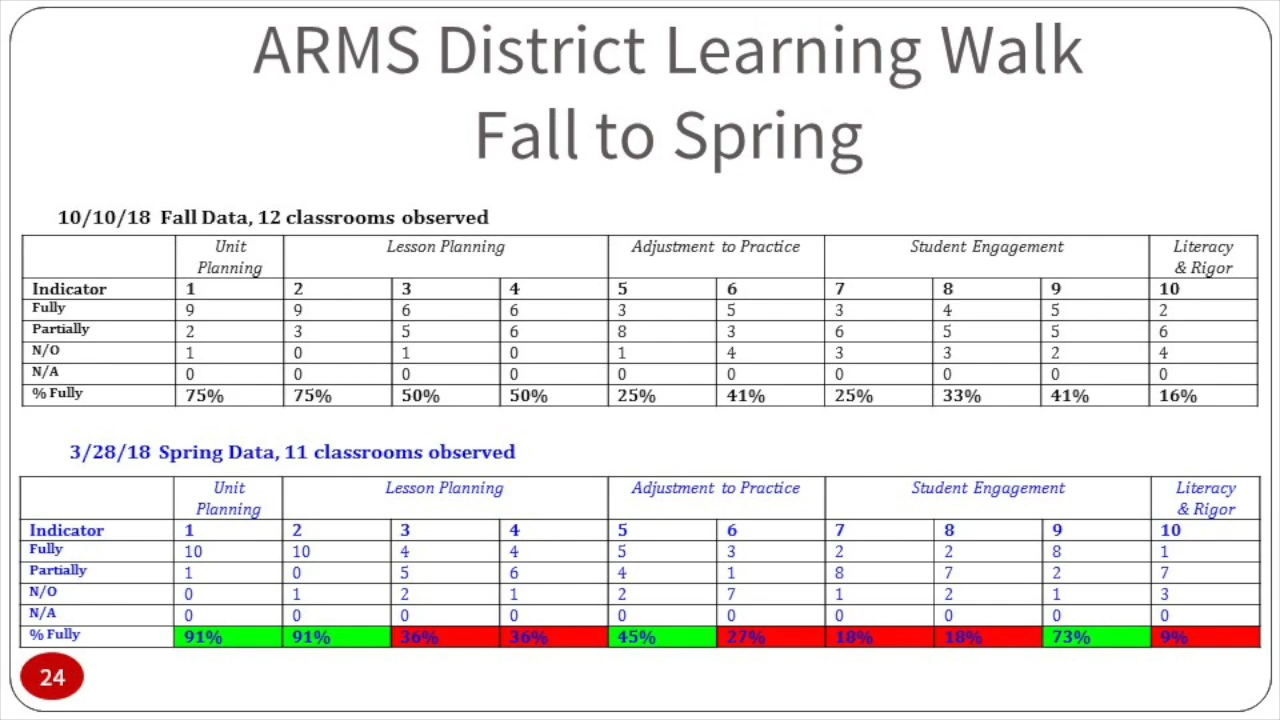 ARMS District Learning Walk
Fall to Spring
10/10/18 Fall Data, 12 classrooms observed
Unit Planning Lesson Planning Adjustment to Practice Student Engagement Literacy & Rigor
Indicator 1 2 3 4 5 6 7 8 9 10
Fully 9 9 6 6 3 5 3 4 5 2
Partially 2 3 5 6 8 3 6 5 5 6
N/O 1 0 1 0 1 4 3 3 2 4
N/A 0 0 0 0 0 0 0 0 0 0
% Fully 75% 75% 50% 50% 25% 41% 25% 33% 41% 16%
3/28/18 Spring Data, 11 classrooms observed
Unit Planning Lesson Planning Adjustment to Practice Student Engagement Literacy & Rigor
Indicator 1 2 3 4 5 6 7 8 9 10
Fully 10 10 4 4 5 3 2 2 8 1
Partially 1 0 5 6 4 1 8 7 2 7
N/O 0 1 2 1 2 7 1 2 1 3
N/A 0 0 0 0 0 0 0 0 0 0
% Fully 91% 91% 36% 36% 45% 27% 18% 18% 73% 9%
24